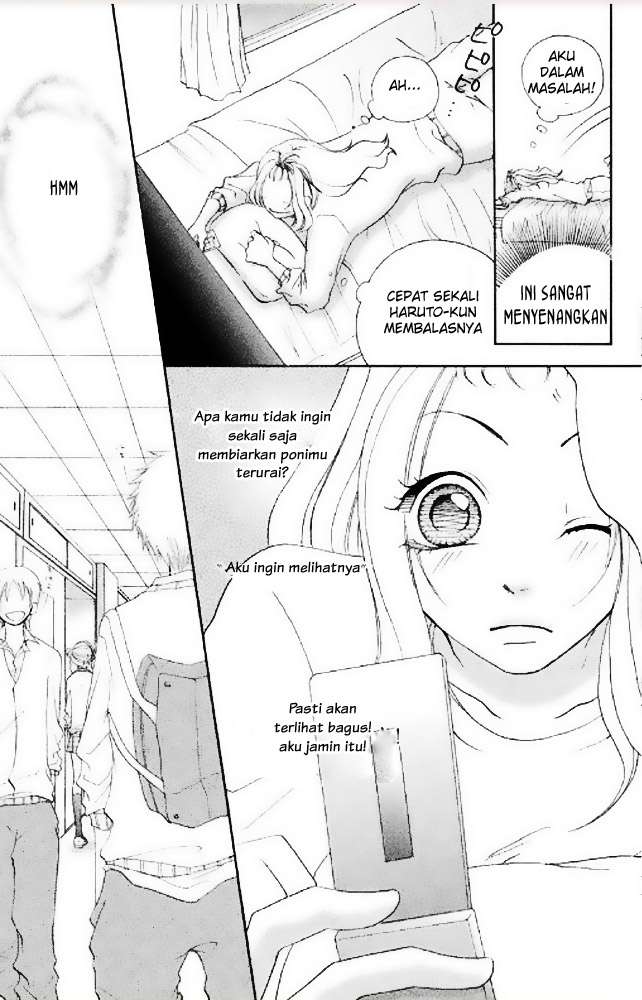 AKU
DALAM
MASALAH!
INI SANGAT
MENYENANGKAN
AH...
CEPAT SEKALI
HARUTO-KUN
MEMBALASNYA
HMM
Apa kamu tidak ingin
sekali saja
membiarkan ponimu
terurai?
" Aku ingin melihatnya"
Pasti akan
terlihat bagus!
aku jamin itu!